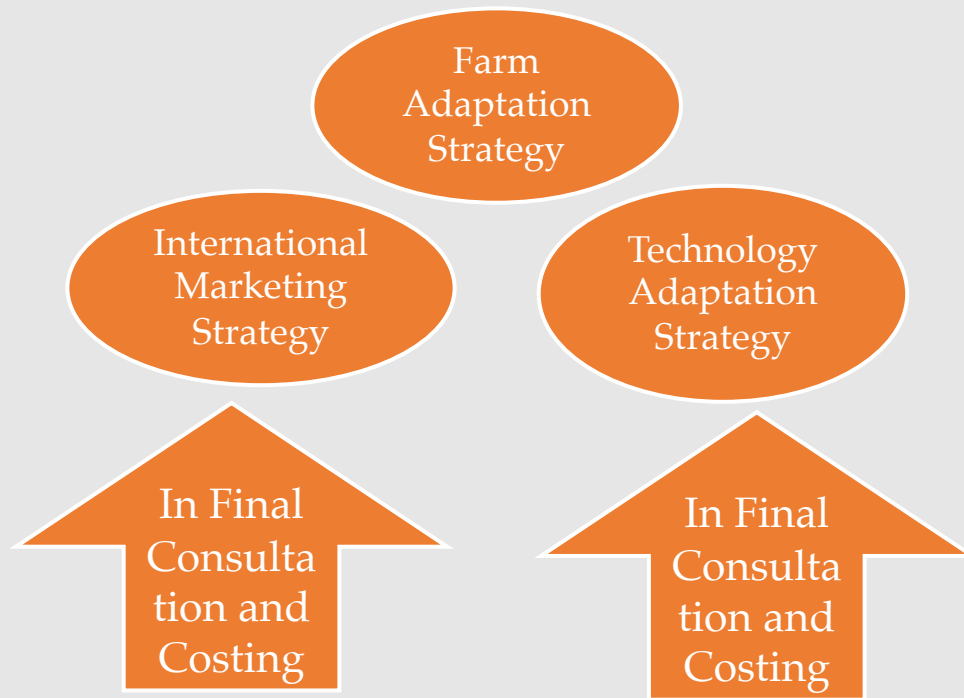 Farm
Adaptation
Strategy
International
Marketing
Strategy
Technology
Adaptation
Strategy
In Final
Consulta
tion and
Costing
In Final
Consulta
tion and
Costing